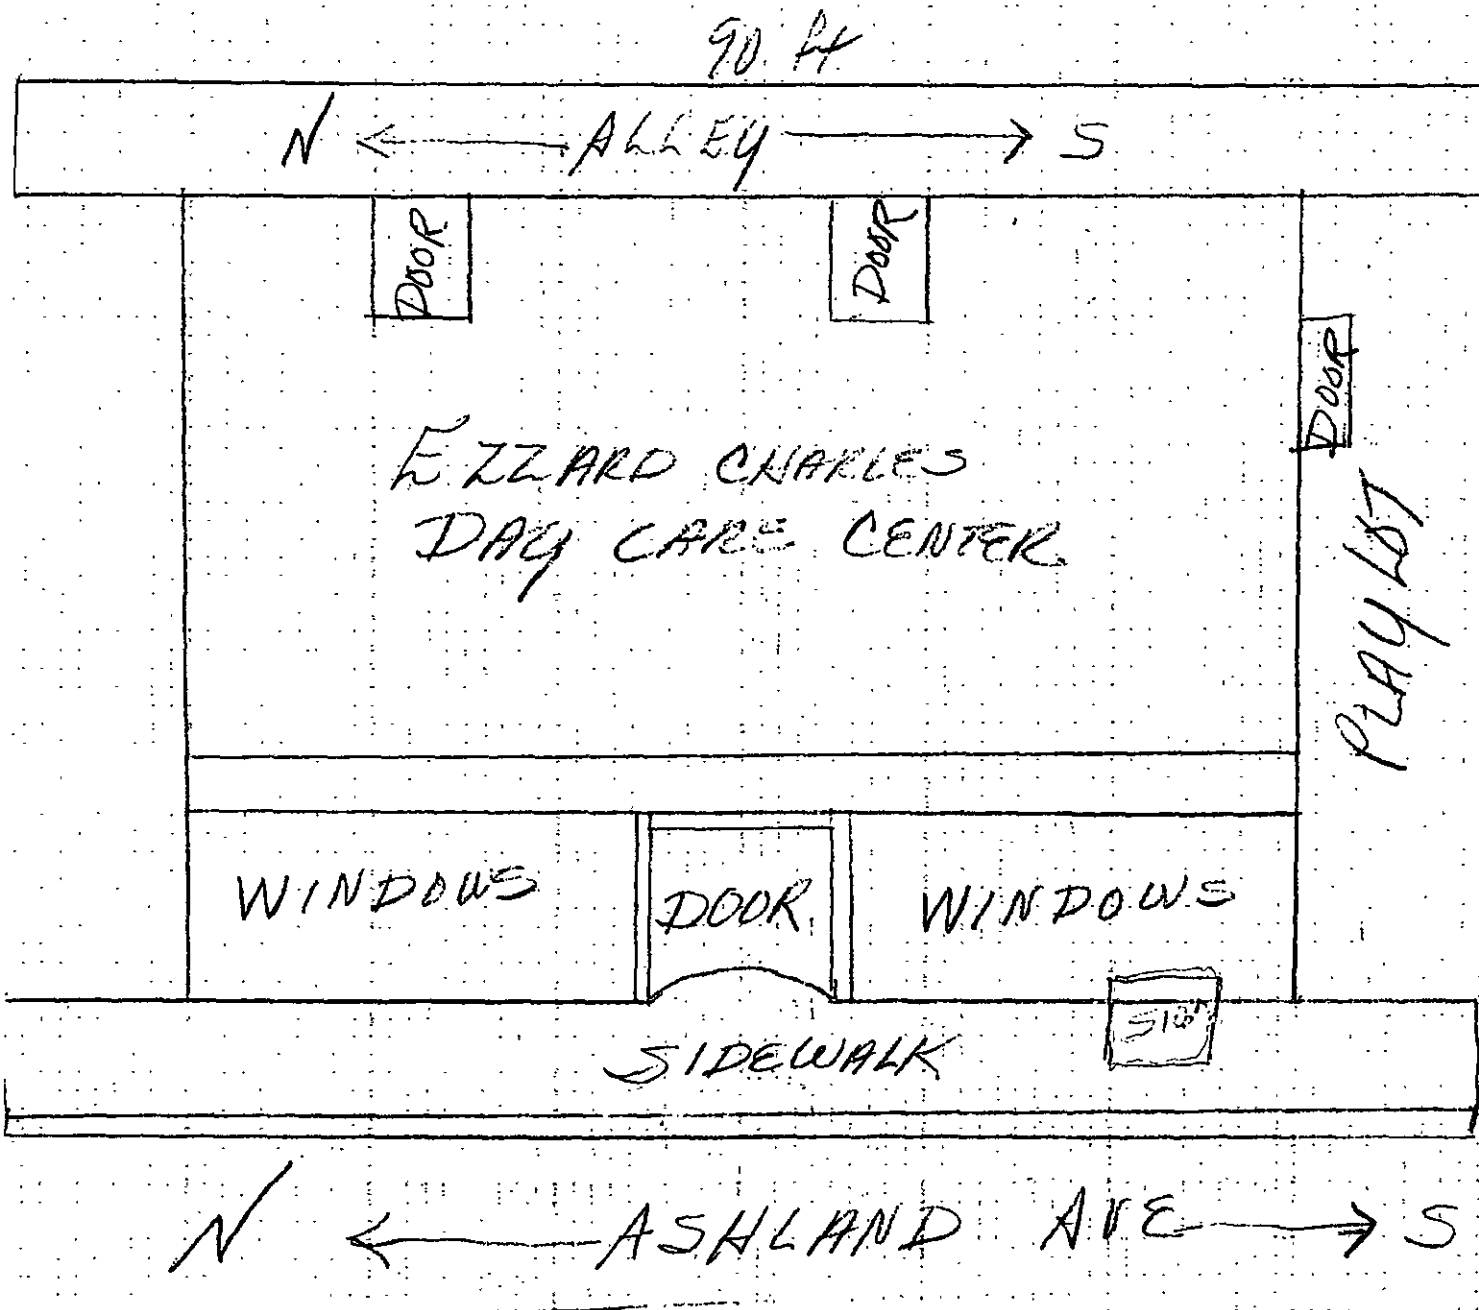 90 ft
N ← ALLEY → S
DOOR
DOOR
DOOR
EZZARD CHARLES
DAY CARE CENTER
PLAY LOT
WINDOWS
DOOR
WINDOWS
SIGN
SIDEWALK
N ← ASHLAND AVE → S